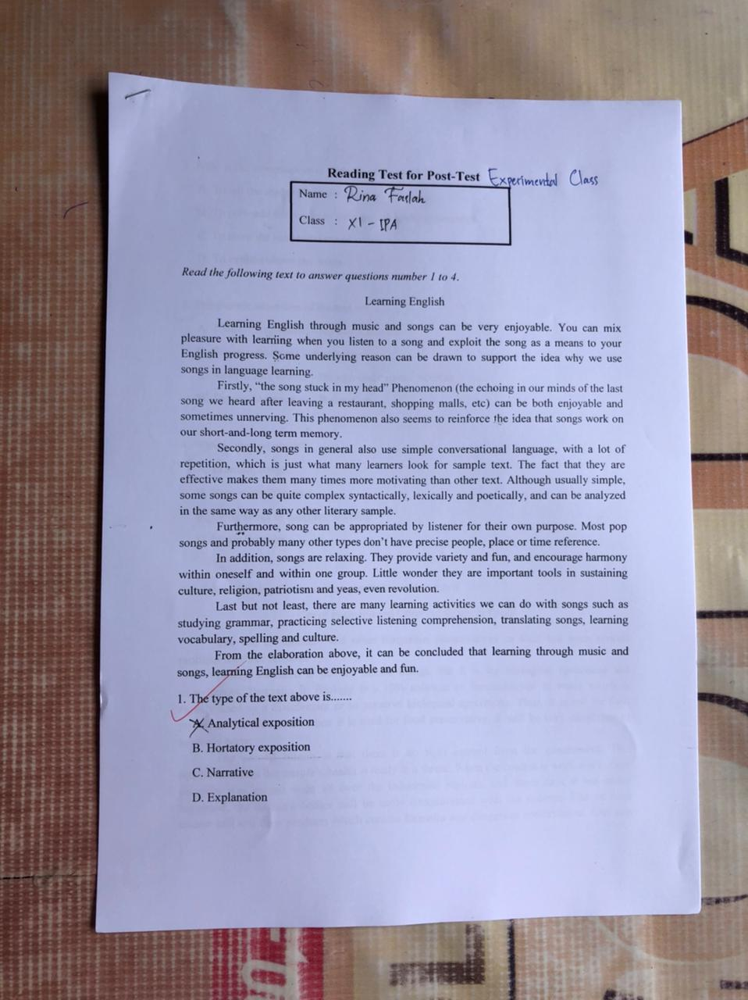 Reading Test for Post-Test Experimental Class
Name : Rina Faslah
Class : XI - IPA
Read the following text to answer questions number 1 to 4.
Learning English
Learning English through music and songs can be very enjoyable. You can mix
pleasure with learning when you listen to a song and exploit the song as a means to your
English progress. Some underlying reason can be drawn to support the idea why we use
songs in language learning.
Firstly, “the song stuck in my head” Phenomenon (the echoing in our minds of the last
song we heard after leaving a restaurant, shopping malls, etc) can be both enjoyable and
sometimes unnerving. This phenomenon also seems to reinforce the idea that songs work on
our short-and-long term memory.
Secondly, songs in general also use simple conversational language, with a lot of
repetition, which is just what many learners look for sample text. The fact that they are
effective makes them many times more motivating than other text. Although usually simple,
some songs can be quite complex syntactically, lexically and poetically, and can be analyzed
in the same way as any other literary sample.
Furthermore, song can be appropriated by listener for their own purpose. Most pop
songs and probably many other types don’t have precise people, place or time reference.
In addition, songs are relaxing. They provide variety and fun, and encourage harmony
within oneself and within one group. Little wonder they are important tools in sustaining
culture, religion, patriotism and yeas, even revolution.
Last but not least, there are many learning activities we can do with songs such as
studying grammar, practicing selective listening comprehension, translating songs, learning
vocabulary, spelling and culture.
From the elaboration above, it can be concluded that learning through music and
songs, learning English can be enjoyable and fun.
1. The type of the text above is.......
A. Analytical exposition
B. Hortatory exposition
C. Narrative
D. Explanation